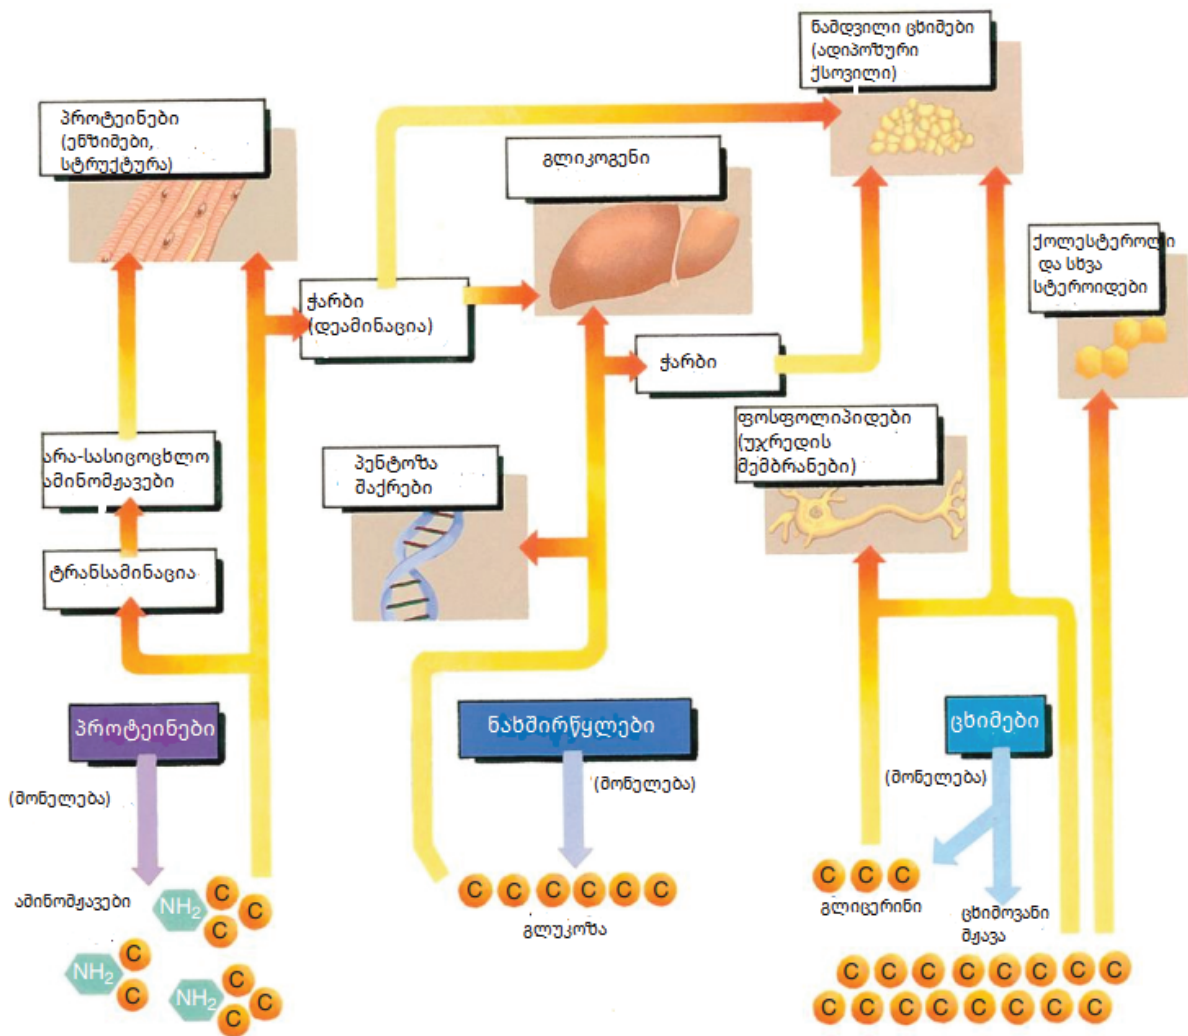 ნამდვილი ცხიმები
(ადიპოზური
ქსოვილი)
პროტეინები
(ენზიმები,
სტრუქტურა)
გლიკოგენი
ქოლესტეროლი
და სხვა
სტეროიდები
ჭარბი
(დეამინაცია)
ჭარბი
ფოსფოლიპიდები
(უჯრედის
მემბრანები)
არა-სასიცოცხლო
ამინომჟავები
პენტოზა
შაქრები
ტრანსამინაცია
პროტეინები
ნახშირწყლები
ცხიმები
(მონელება)
(მონელება)
(მონელება)
ამინომჟავები
NH2 C C C C
NH2 C C
NH2 C C C
C C C C C C
გლუკოზა
C C C
გლიცერინი
ცხიმოვანი
მჟავა
C C C C C C C C
C C C C C C C C